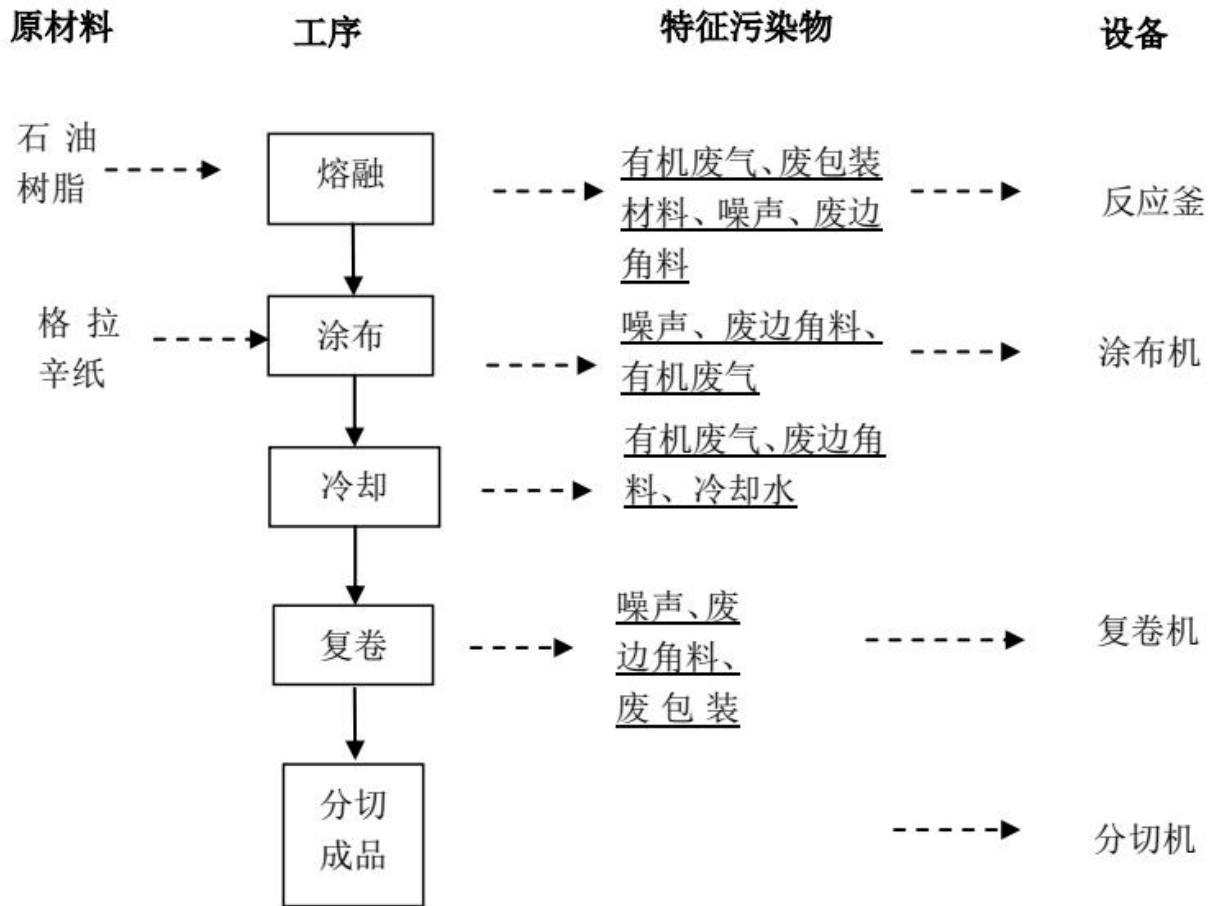 原材料 工序 特征污染物 设备
石 油
树脂
熔融
有机废气、废包装
材料、噪声、废边
角料
反应釜
格 拉
辛纸
涂布
噪声、废边角料、
有机废气
涂布机
冷却
有机废气、废边角
料、冷却水
复卷
噪声、废
边角料、
废 包 装
复卷机
分切
成品
分切机